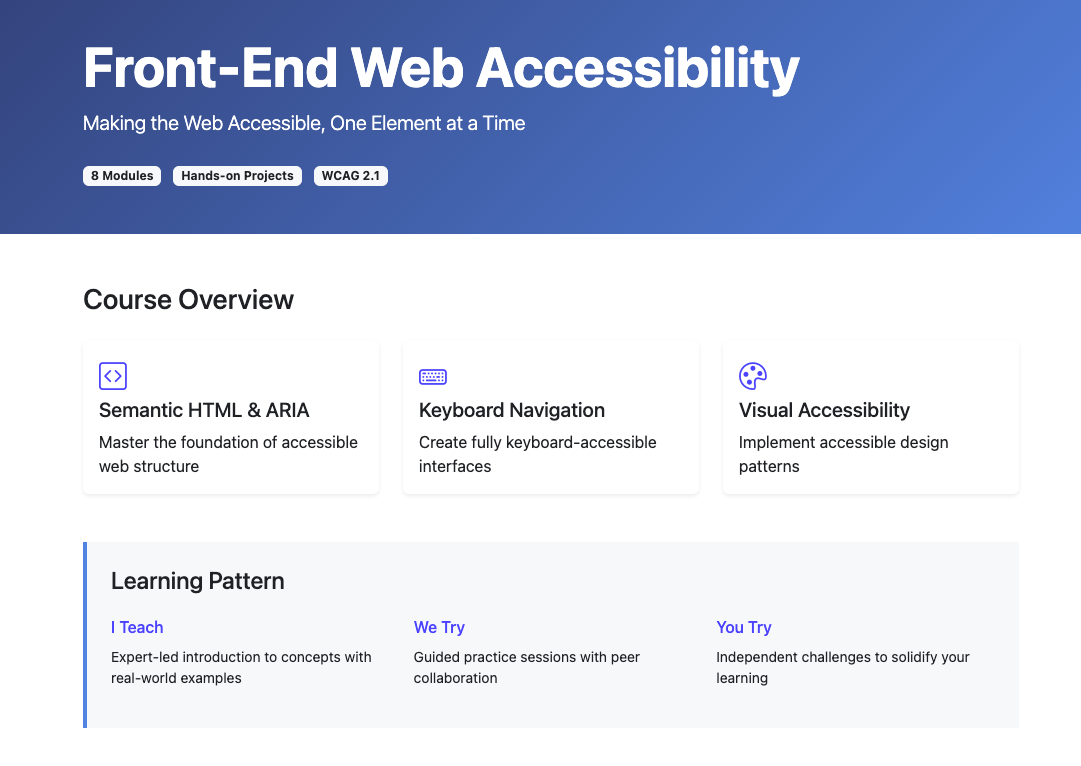 Front-End Web Accessibility
Making the Web Accessible, One Element at a Time
8 Modules Hands-on Projects WCAG 2.1
Course Overview
Semantic HTML & ARIA
Master the foundation of accessible
web structure
Keyboard Navigation
Create fully keyboard-accessible
interfaces
Visual Accessibility
Implement accessible design
patterns
Learning Pattern
I Teach
Expert-led introduction to concepts with
real-world examples
We Try
Guided practice sessions with peer
collaboration
You Try
Independent challenges to solidify your
learning